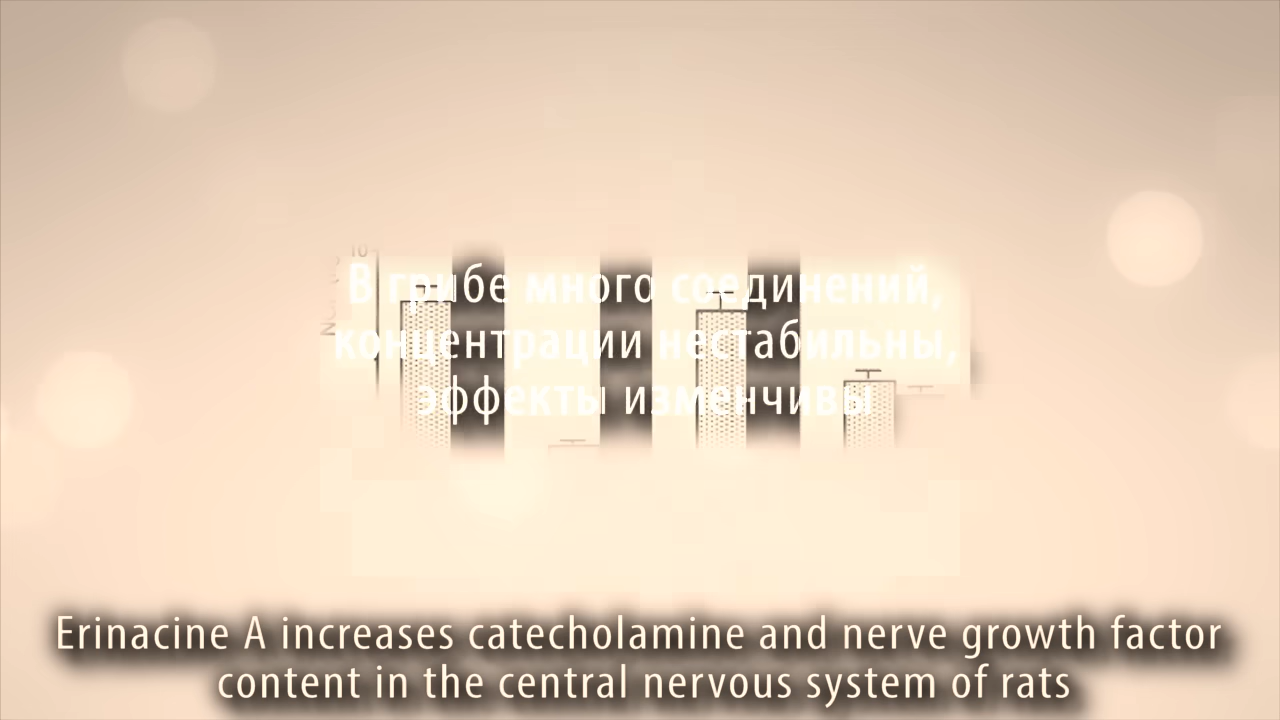 В грибе много соединений,
концентрации нестабильны,
эффекты изменчивы
Erinacine A increases catecholamine and nerve growth factor
content in the central nervous system of rats